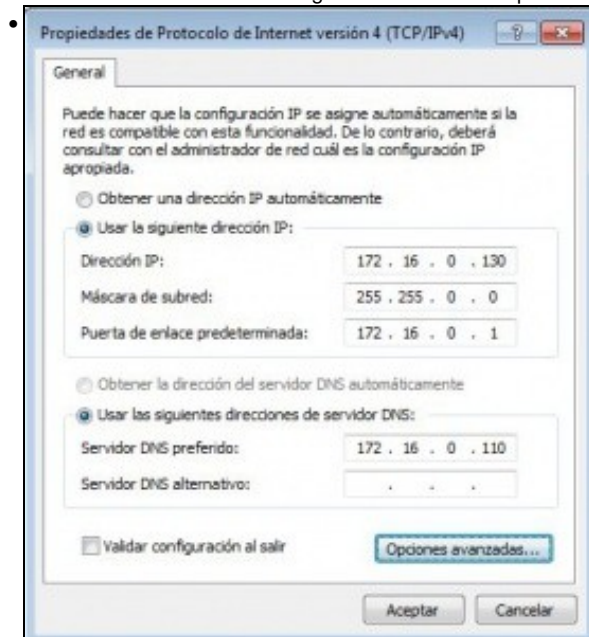 Propiedades de Protocolo de Internet versión 4 (TCP/IPv4)
General
Puede hacer que la configuración IP se asigne automáticamente si la
red es compatible con esta funcionalidad. De lo contrario, deberá
consultar con el administrador de red cuál es la configuración IP
apropiada.
Obtener una dirección IP automáticamente
Usar la siguiente dirección IP:
Dirección IP: 172 . 16 . 0 . 130
Máscara de subred: 255 . 255 . 0 . 0
Puerta de enlace predeterminada: 172 . 16 . 0 . 1
Obtener la dirección del servidor DNS automáticamente
Usar las siguientes direcciones de servidor DNS:
Servidor DNS preferido: 172 . 16 . 0 . 110
Servidor DNS alternativo: . . .
Validar configuración al salir
Opciones avanzadas...
Aceptar Cancelar